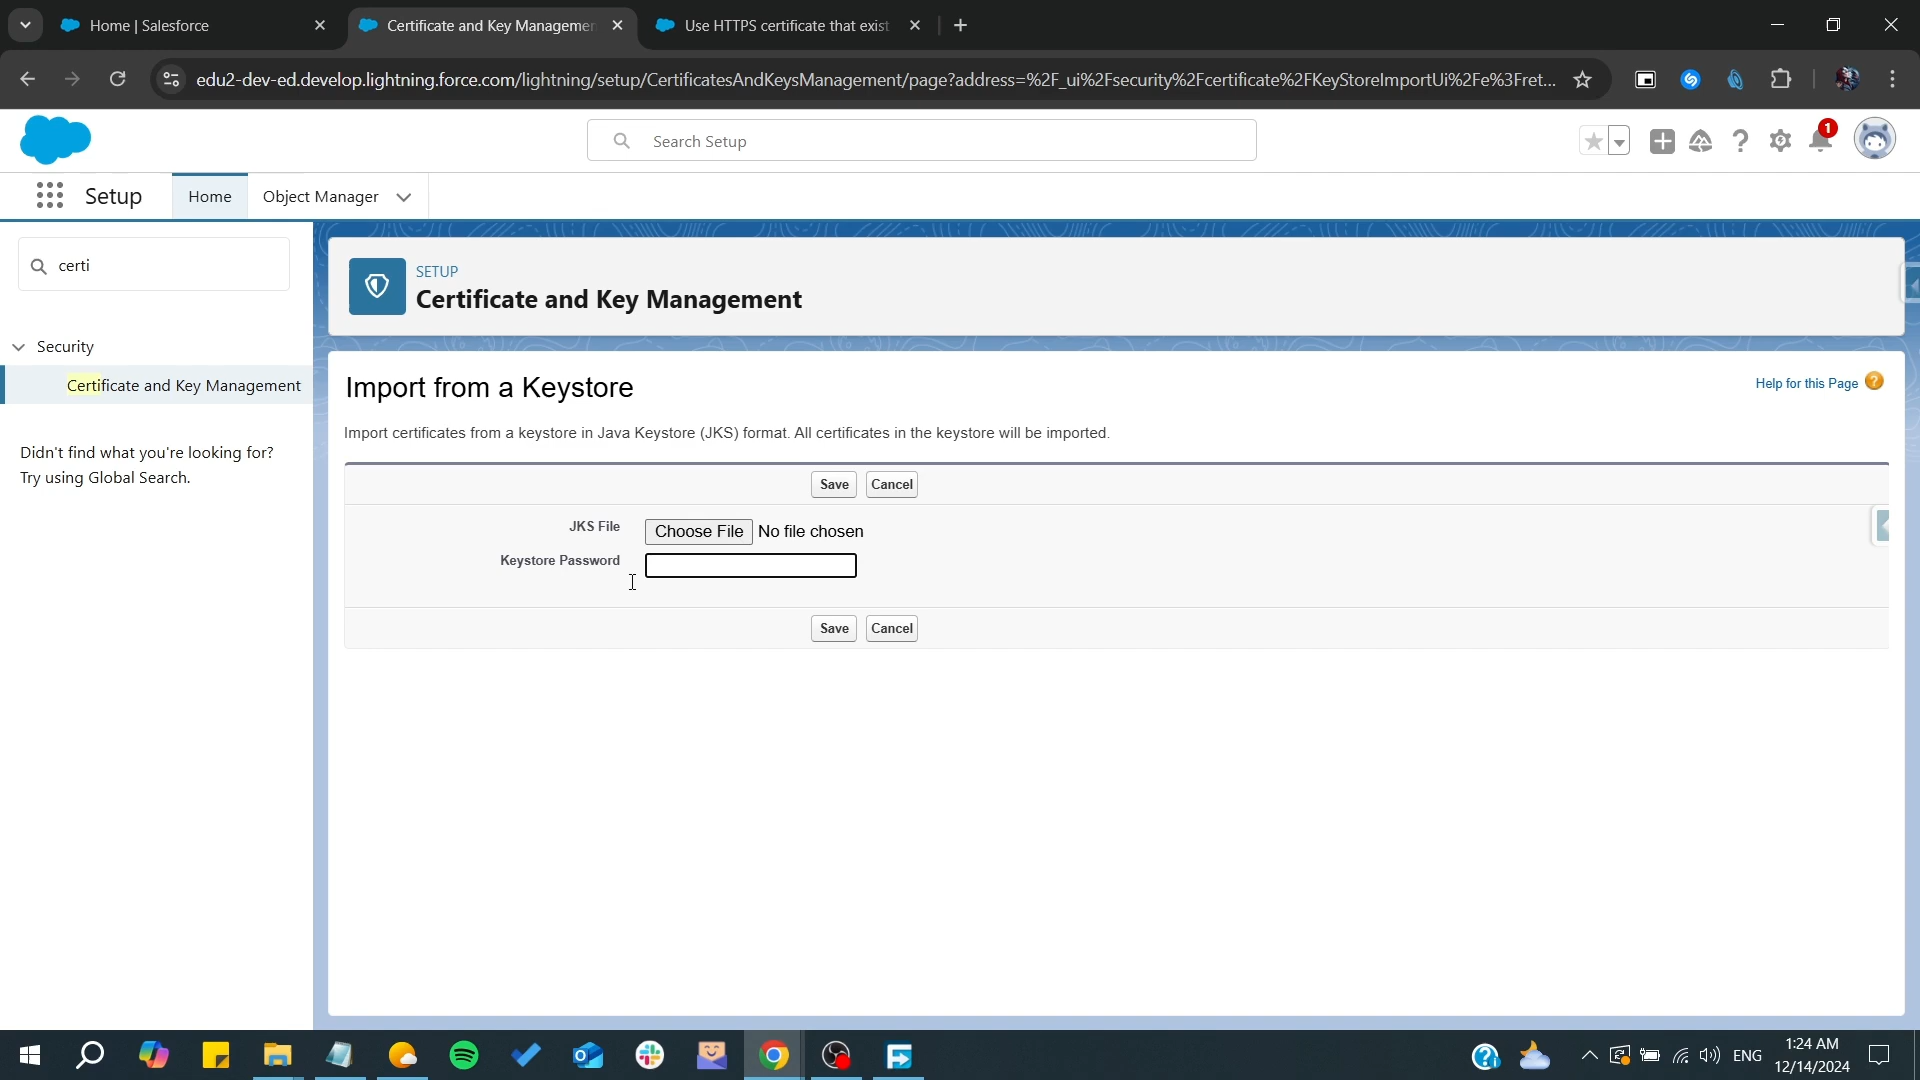 Home | Salesforce
Certificate and Key Managemen
Use HTTPS certificate that exist
edu2-dev-ed.develop.lightning.force.com/lightning/setup/CertificatesAndKeysManagement/page?address=%2F_ui%2Fsecurity%2Fcertificate%2FKeyStoreImportUi%2Fe%3Fret...
Search Setup
1
Setup
Home
Object Manager
certi
Security
Certificate and Key Management
Didn't find what you're looking for?
Try using Global Search.
SETUP
Certificate and Key Management
Import from a Keystore
Help for this Page ?
Import certificates from a keystore in Java Keystore (JKS) format. All certificates in the keystore will be imported.
Save Cancel
JKS File Choose File No file chosen
Keystore Password
Save Cancel
ENG
1:24 AM
12/14/2024